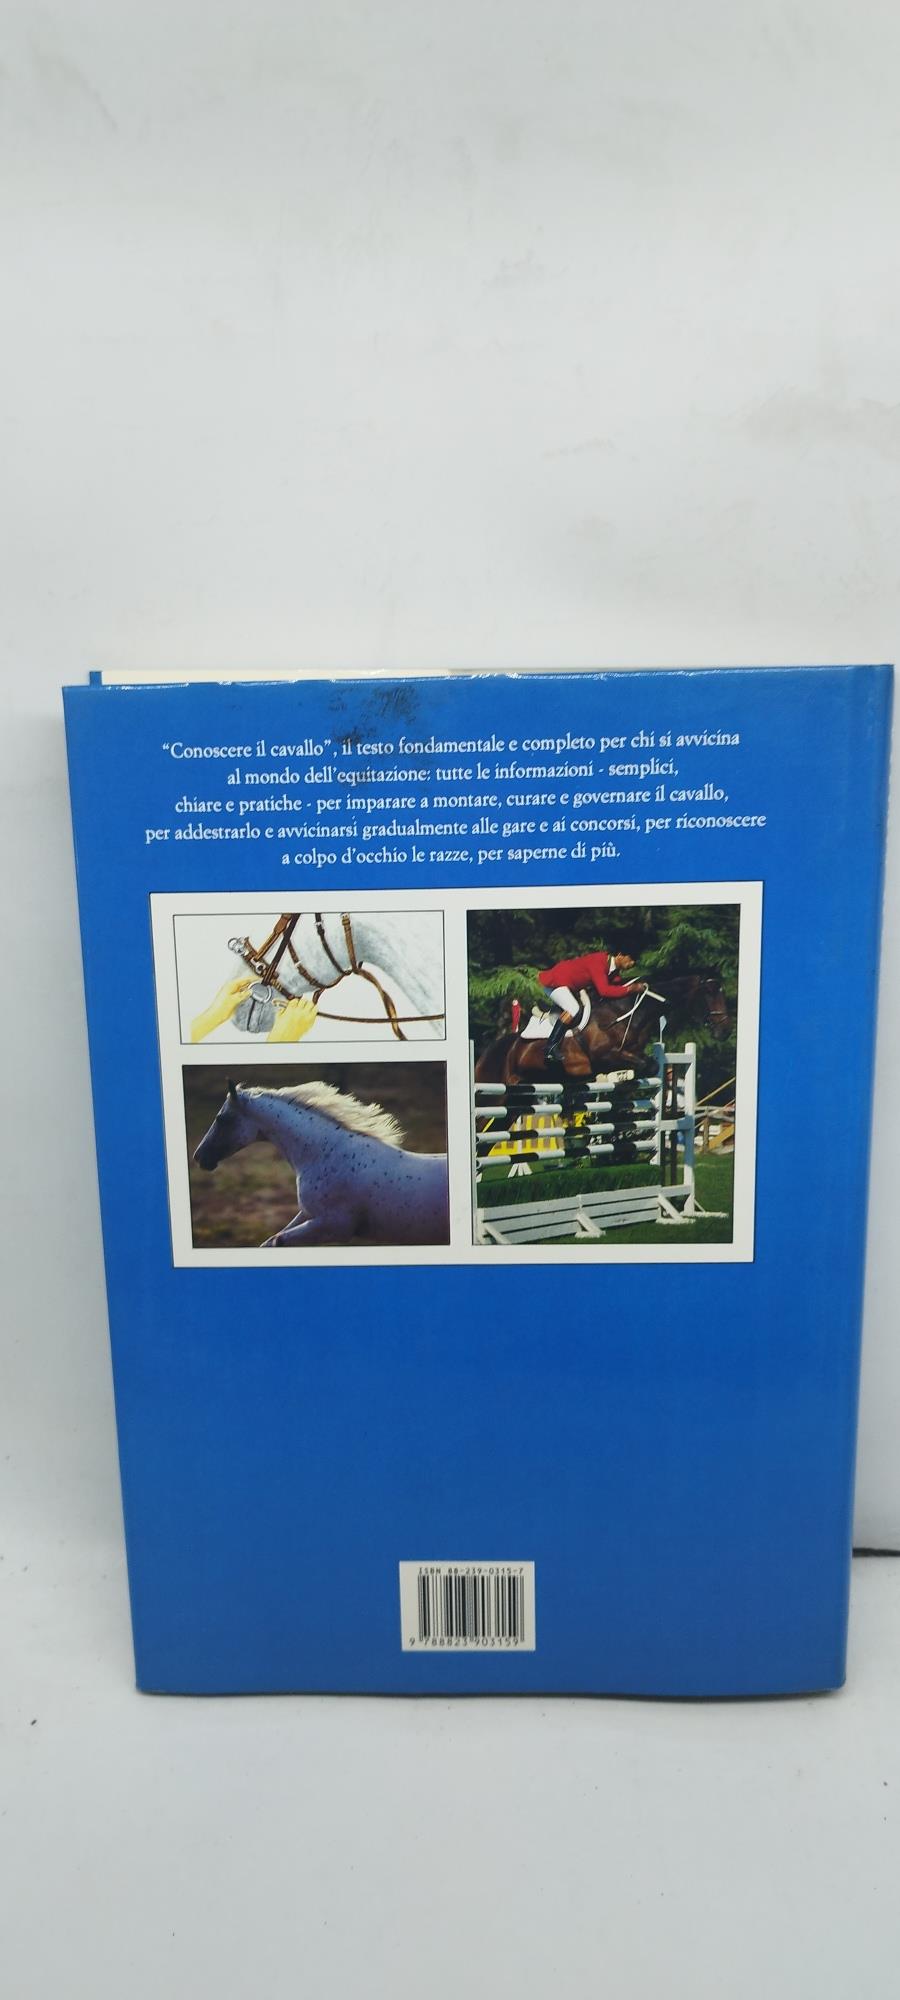 “Conoscere il cavallo”, il testo fondamentale e completo per chi si avvicina
al mondo dell’equitazione: tutte le informazioni - semplici,
chiare e pratiche - per imparare a montare, curare e governare il cavallo,
per addestrarlo e avvicinarsi gradualmente alle gare e ai concorsi, per riconoscere
a colpo d’occhio le razze, per saperne di più.
ISBN 88-239-0315-7
9 788823 903159